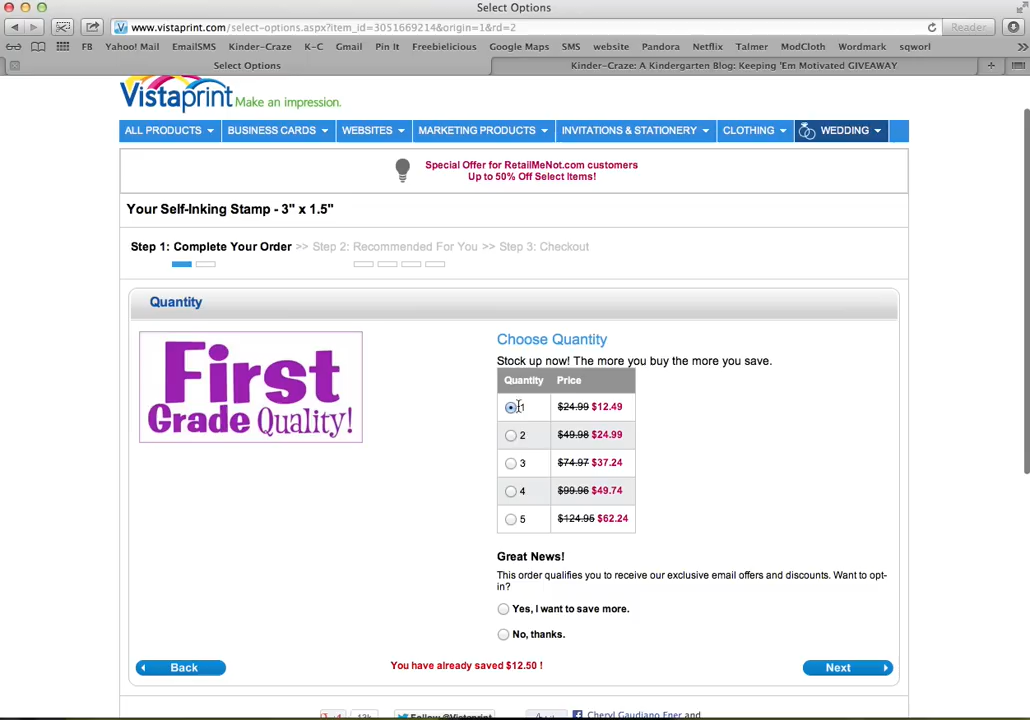 Select Options
www.vistaprint.com/select-options.aspx?item_id=3051669214&origin=1&rd=2
Reader
FB Yahoo! Mail EmailSMS Kinder-Craze K-C Gmail Pin It Freebielicious Google Maps SMS website Pandora Netflix Talmer ModCloth Wordmark sqworl
Select Options
Kinder-Craze: A Kindergarten Blog: Keeping 'Em Motivated GIVEAWAY
Vistaprint Make an impression.
ALL PRODUCTS BUSINESS CARDS WEBSITES MARKETING PRODUCTS INVITATIONS & STATIONERY CLOTHING WEDDING
Special Offer for RetailMeNot.com customers
Up to 50% Off Select Items!
Your Self-Inking Stamp - 3" x 1.5"
Step 1: Complete Your Order >> Step 2: Recommended For You >> Step 3: Checkout
Quantity
First
Grade Quality!
Choose Quantity
Stock up now! The more you buy the more you save.
Quantity Price
1 $24.99 $12.49
2 $49.98 $24.99
3 $74.97 $37.24
4 $99.96 $49.74
5 $124.95 $62.24
Great News!
This order qualifies you to receive our exclusive email offers and discounts. Want to opt-
in?
Yes, I want to save more.
No, thanks.
Back
You have already saved $12.50 !
Next
Follow @Vistaprint
Cheryl Gaudiano Ener and